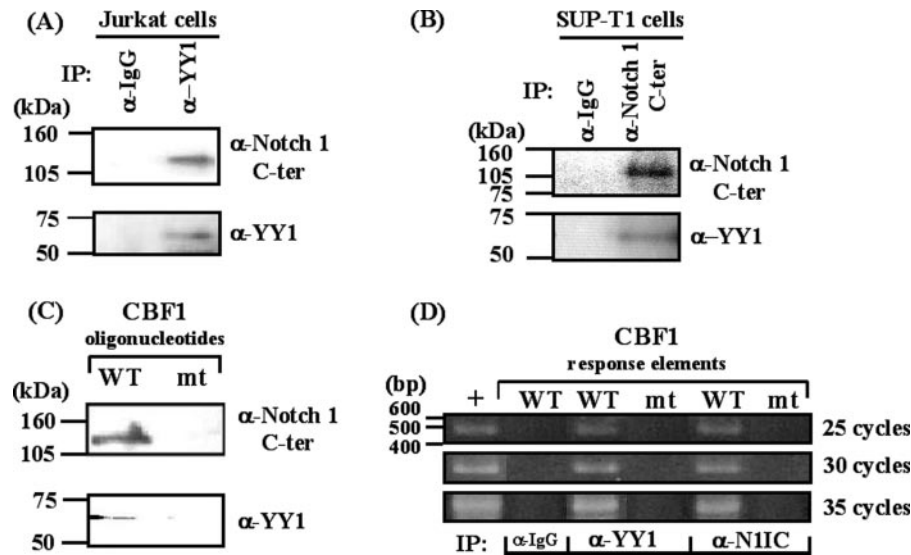 (A)
Jurkat cells
IP:
α-IgG
α–YY1
(kDa)
160
105
α-Notch 1
C-ter
75
50
α-YY1
(B)
SUP-T1 cells
IP:
α-IgG
α-Notch 1
C-ter
(kDa)
160
105
75
α-Notch 1
C-ter
75
50
α–YY1
(C)
CBF1
oligonucleotides
WT mt
(kDa)
160
105
α-Notch 1
C-ter
75
50
α-YY1
(D)
CBF1
response elements
(bp)
+ WT WT mt WT mt
600
500
400
25 cycles
30 cycles
35 cycles
IP: α-IgG α-YY1 α-N1IC